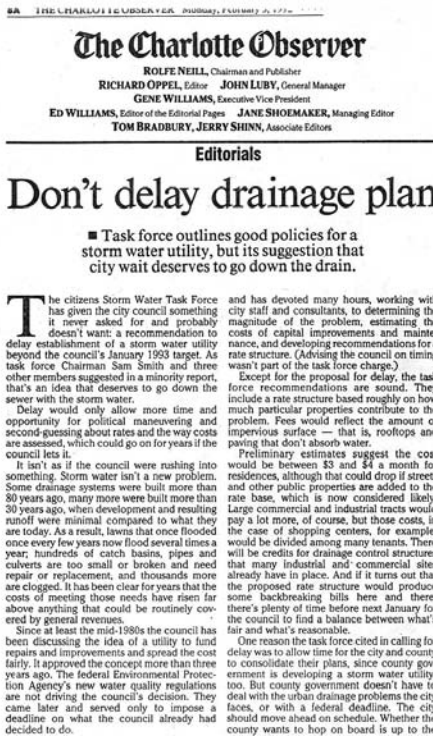 8A THE CHARLOTTE OBSERVER Monday, February 3,
The Charlotte Observer
ROLFE NEILL, Chairman and Publisher
RICHARD OPPEL, Editor JOHN LUBY, General Manager
GENE WILLIAMS, Executive Vice President
ED WILLIAMS, Editor of the Editorial Pages JANE SHOEMAKER, Managing Editor
TOM BRADBURY, JERRY SHINN, Associate Editors
Editorials
Don't delay drainage plan
■ Task force outlines good policies for a
storm water utility, but its suggestion that
city wait deserves to go down the drain.
The citizens Storm Water Task Force
has given the city council something
it never asked for and probably
doesn't want: a recommendation to
delay establishment of a storm water utility
beyond the council's January 1993 target. As
task force Chairman Sam Smith and three
other members suggested in a minority report,
that's an idea that deserves to go down the
sewer with the storm water.
Delay would only allow more time and
opportunity for political maneuvering and
second-guessing about rates and the way costs
are assessed, which could go on for years if the
council lets it.
It isn't as if the council were rushing into
something. Storm water isn't a new problem.
Some drainage systems were built more than
80 years ago, many more were built more than
30 years ago, when development and resulting
runoff were minimal compared to what they
are today. As a result, lawns that once flooded
once every few years now flood several times a
year; hundreds of catch basins, pipes and
culverts are too small or broken and need
repair or replacement, and thousands more
are clogged. It has been clear for years that the
costs of meeting those needs have risen far
above anything that could be routinely cov-
ered by general revenues.
Since at least the mid-1980s the council has
been discussing the idea of a utility to fund
repairs and improvements and spread the cost
fairly. It approved the concept more than three
years ago. The federal Environmental Protec-
tion Agency's new water quality regulations
are not driving the council's decision. They
came later and served only to impose a
deadline on what the council already had
decided to do.
and has devoted many hours, working wit
city staff and consultants, to determining th
magnitude of the problem, estimating th
costs of capital improvements and mainte
nance, and developing recommendations for
rate structure. (Advising the council on timin
wasn't part of the task force charge.)
Except for the proposal for delay, the tas
force recommendations are sound. The
include a rate structure based roughly on how
much particular properties contribute to th
problem. Fees would reflect the amount o
impervious surface — that is, rooftops an
paving that don't absorb water.
Preliminary estimates suggest the cos
would be between $3 and $4 a month fo
residences, although that could drop if street
and other public properties are added to th
rate base, which is now considered likely
Large commercial and industrial tracts woul
pay a lot more, of course, but those costs, i
the case of shopping centers, for example
would be divided among many tenants. Ther
will be credits for drainage control structure
that many industrial and commercial site
already have in place. And if it turns out tha
the proposed rate structure would produc
some backbreaking bills here and there
there's plenty of time before next January fo
the council to find a balance between what'
fair and what's reasonable.
One reason the task force cited in calling fo
delay was to allow time for the city and count
to consolidate their plans, since county gov
ernment is developing a storm water utilit
too. But county government doesn't have t
deal with the urban drainage problems the cit
faces, or with a federal deadline. The cit
should move ahead on schedule. Whether th
county wants to hop on board is up to th